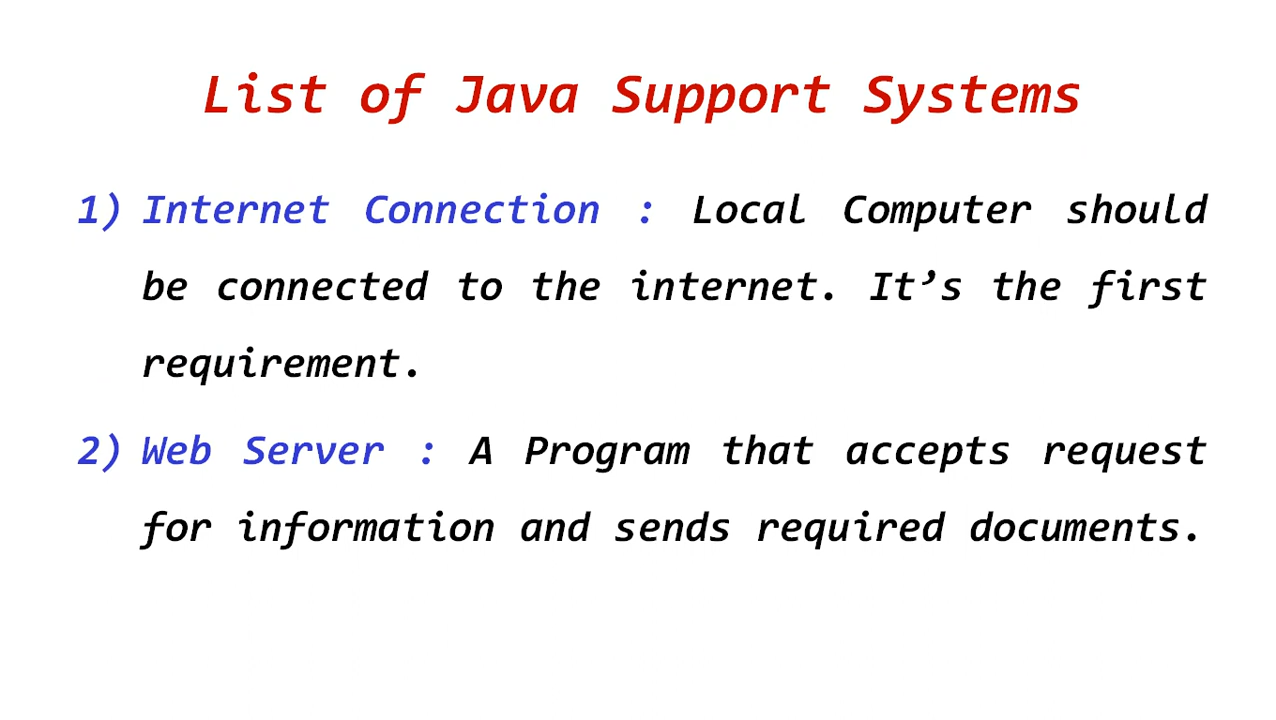 List of Java Support Systems
1) Internet Connection : Local Computer should
be connected to the internet. It’s the first
requirement.
2) Web Server : A Program that accepts request
for information and sends required documents.